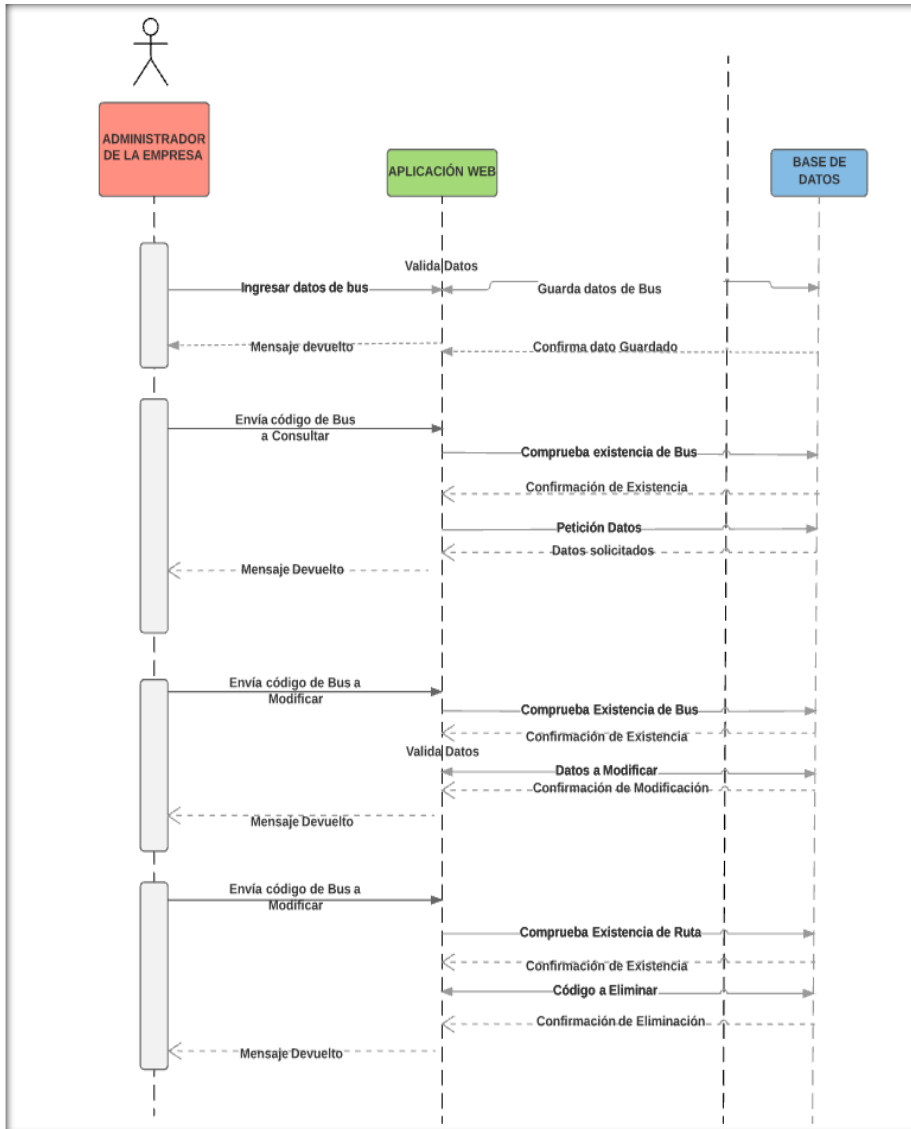 ADMINISTRADOR
DE LA EMPRESA
APLICACIÓN WEB
BASE DE
DATOS
Valida Datos
Ingresar datos de bus
Guarda datos de Bus
Mensaje devuelto
Confirma dato Guardado
Envía código de Bus
a Consultar
Comprueba existencia de Bus
Confirmación de Existencia
Petición Datos
Datos solicitados
Mensaje Devuelto
Envía código de Bus a
Modificar
Comprueba Existencia de Bus
Confirmación de Existencia
Valida Datos
Datos a Modificar
Confirmación de Modificación
Mensaje Devuelto
Envía código de Bus a
Modificar
Comprueba Existencia de Ruta
Confirmación de Existencia
Código a Eliminar
Confirmación de Eliminación
Mensaje Devuelto